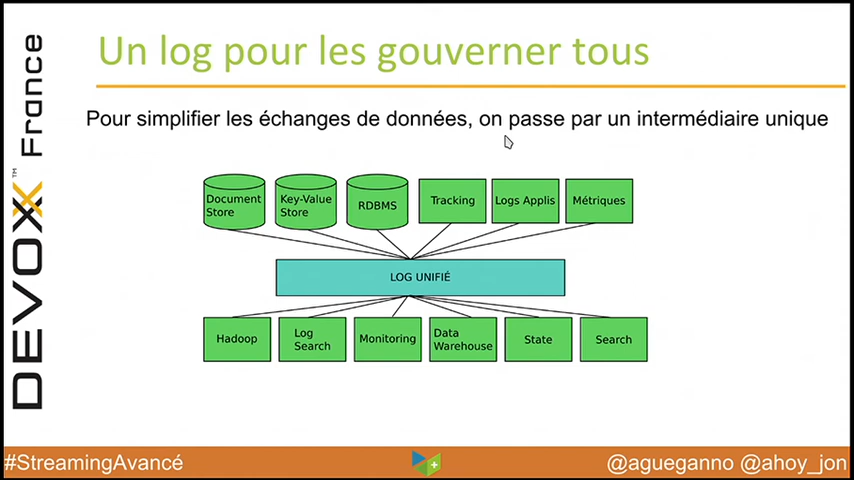 Un log pour les gouverner tous
Pour simplifier les échanges de données, on passe par un intermédiaire unique
DEVOXX™ France
Document
Store
Key-Value
Store
RDBMS
Tracking
Logs Applis
Métriques
LOG UNIFIÉ
Hadoop
Log
Search
Monitoring
Data
Warehouse
State
Search
#StreamingAvancé
@agueganno @ahoy_jon